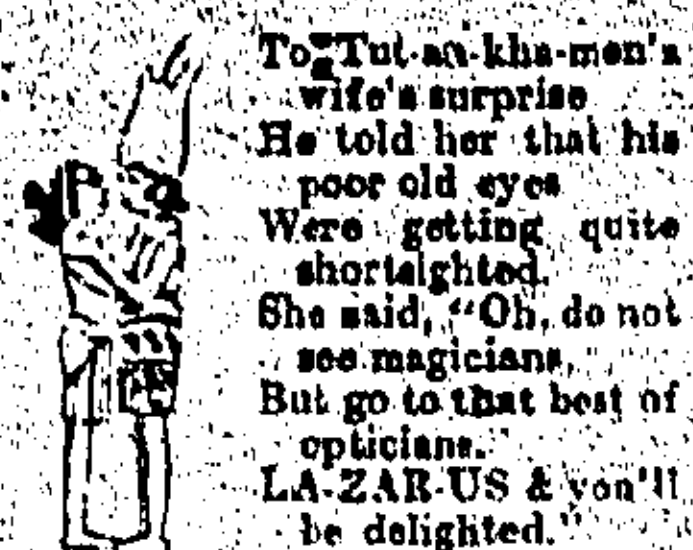 To Tut-an-kha-men's
wife's surprise
He told her that his
poor old eyes
Were getting quite
shortsighted.
She said, "Oh, do not
see magicians,
But go to that best of
opticians."
LA-ZAR-US & you'll
be delighted."